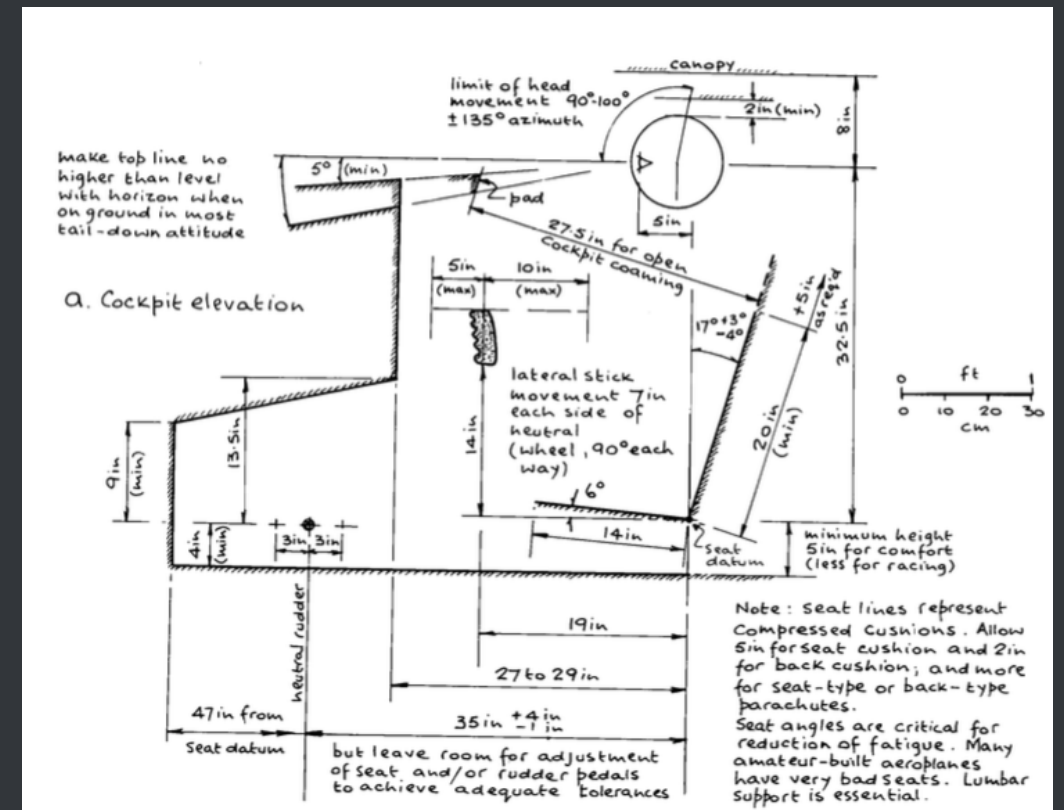 canopy
limit of head
movement 90°-100°
±135° azimuth
2in (min)
8in
make top line no
higher than level
with horizon when
on ground in most
tail-down attitude
5° (min)
pad
5in
27.5in for open
cockpit coaming
5in
(max)
10in
(max)
a. Cockpit elevation
17° +3°
-4°
+5in
as req'd
32.5in
20in
(min)
ft
0 1
0 10 20 30
cm
lateral stick
movement 7in
each side of
neutral
(wheel, 90° each
way)
14in
13.5in
9in
(min)
4in
(min)
3in 3in
6°
14in
seat
datum
minimum height
5in for comfort
(less for racing)
neutral rudder
19in
27 to 29in
47in from
seat datum
35in +4in
-1in
but leave room for adjustment
of seat and/or rudder pedals
to achieve adequate tolerances
Note: Seat lines represent
compressed cusnions. Allow
5in for seat cushion and 2in
for back cushion; and more
for seat-type or back-type
parachutes.
Seat angles are critical for
reduction of fatigue. Many
amateur-built aeroplanes
have very bad seats. Lumbar
support is essential.